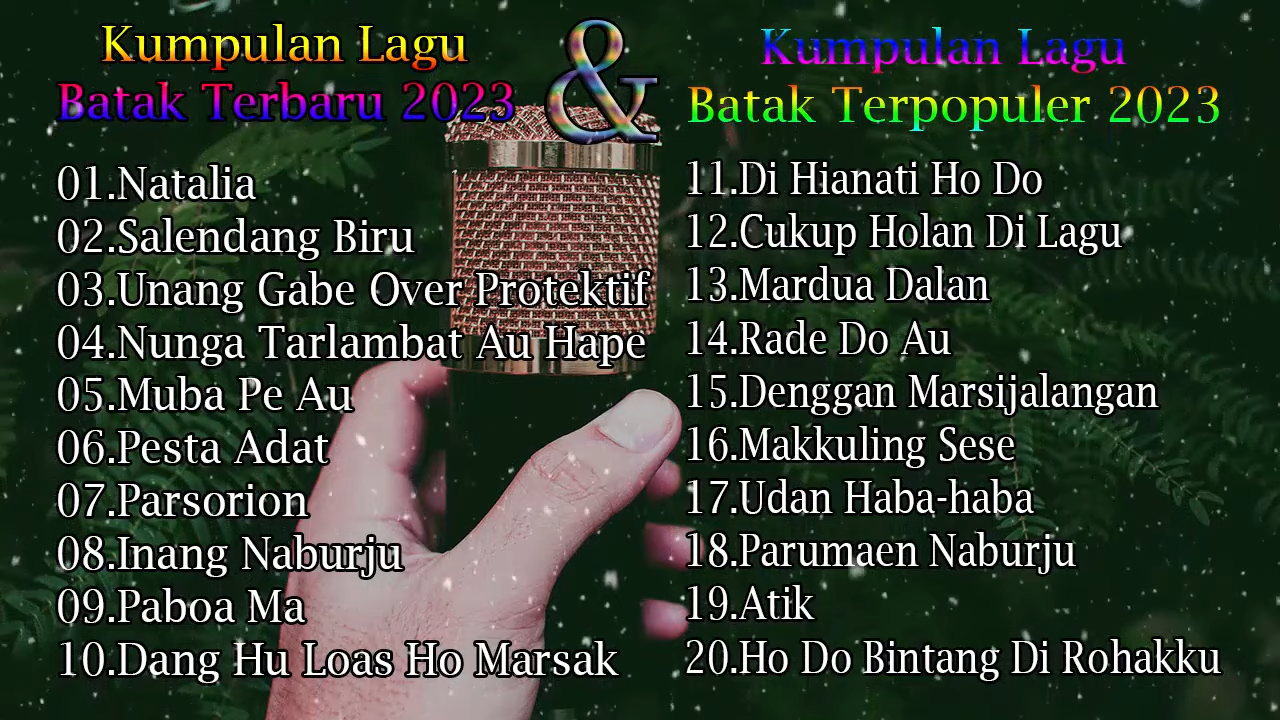 Kumpulan Lagu
Batak Terbaru 2023
&
Kumpulan Lagu
Batak Terpopuler 2023
01.Natalia
02.Salendang Biru
03.Unang Gabe Over Protektif
04.Nunga Tarlambat Au Hape
05.Muba Pe Au
06.Pesta Adat
07.Parsorion
08.Inang Naburju
09.Paboa Ma
10.Dang Hu Loas Ho Marsak
11.Di Hianati Ho Do
12.Cukup Holan Di Lagu
13.Mardua Dalan
14.Rade Do Au
15.Denggan Marsijalangan
16.Makkuling Sese
17.Udan Haba-haba
18.Parumaen Naburju
19.Atik
20.Ho Do Bintang Di Rohakku